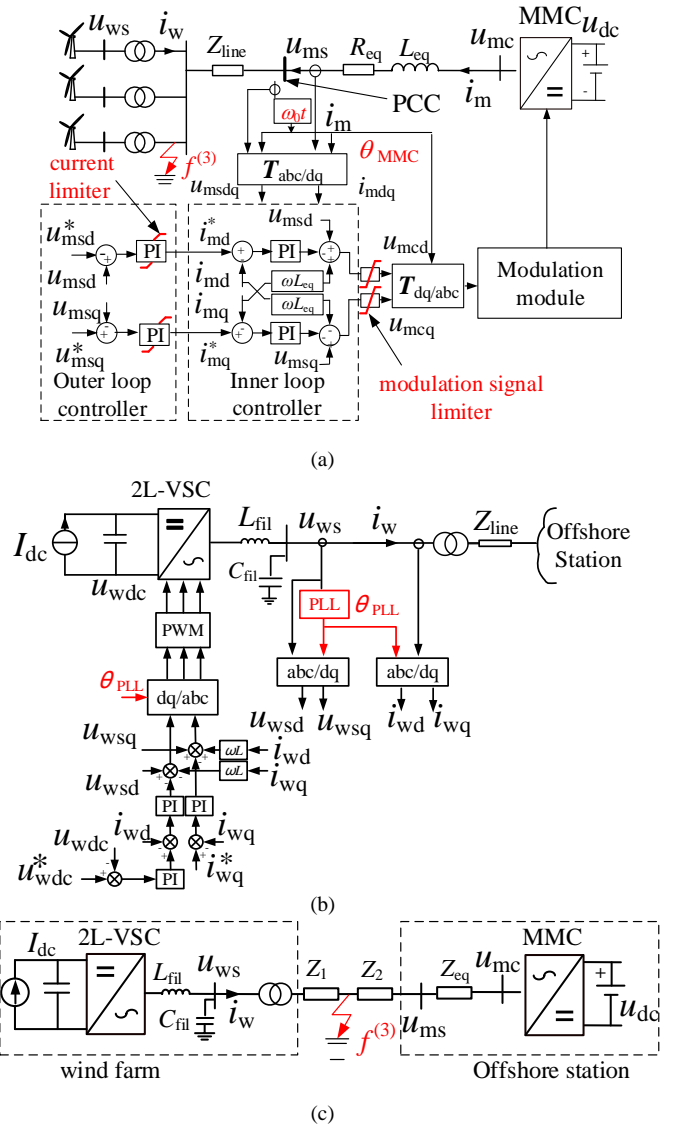 MMC
u_ws
i_w
Z_line
u_ms
R_eq
L_eq
u_mc
u_dc
+
-
PCC
i_m
ω₀t
i_m
θ_MMC
f^(3)
T_abc/dq
current
limiter
u_msdq
i_mdq
u*_msd
PI
i*_md
u_msd
PI
u_mcd
u_msd
i_md
ωL_eq
T_dq/abc
Modulation
module
u_msq
i_mq
ωL_eq
PI
PI
u_mcq
u*_msq
i*_mq
u_msq
Outer loop
controller
Inner loop
controller
modulation signal
limiter
(a)
2L-VSC
L_fil
u_ws
i_w
Z_line
Offshore
Station
I_dc
C_fil
u_wdc
PLL
θ_PLL
PWM
abc/dq
abc/dq
θ_PLL
dq/abc
u_wsd
u_wsq
i_wd
i_wq
u_wsq
ωL
i_wd
u_wsd
ωL
i_wq
PI
PI
u_wdc
i_wd
i_wq
u*_wdc
PI
i*_wq
(b)
2L-VSC
MMC
I_dc
L_fil
u_ws
Z_1
Z_2
Z_eq
u_mc
+
C_fil
i_w
u_ms
u_dc
-
f^(3)
wind farm
Offshore station
(c)